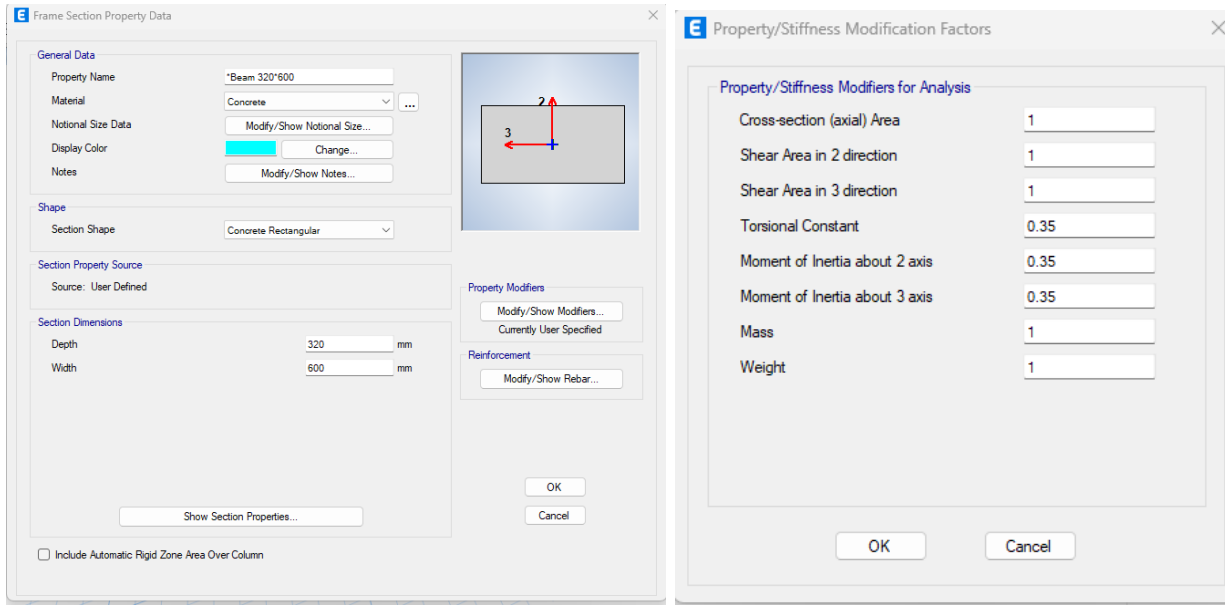 E Frame Section Property Data
General Data
Property Name *Beam 320*600
Material Concrete ...
Notional Size Data Modify/Show Notional Size...
Display Color Change...
Notes Modify/Show Notes...
2
3
Shape
Section Shape Concrete Rectangular
Section Property Source
Source: User Defined
Property Modifiers
Modify/Show Modifiers...
Currently User Specified
Section Dimensions
Depth 320 mm
Width 600 mm
Reinforcement
Modify/Show Rebar...
OK
Cancel
Show Section Properties...
Include Automatic Rigid Zone Area Over Column
E Property/Stiffness Modification Factors
Property/Stiffness Modifiers for Analysis
Cross-section (axial) Area 1
Shear Area in 2 direction 1
Shear Area in 3 direction 1
Torsional Constant 0.35
Moment of Inertia about 2 axis 0.35
Moment of Inertia about 3 axis 0.35
Mass 1
Weight 1
OK Cancel